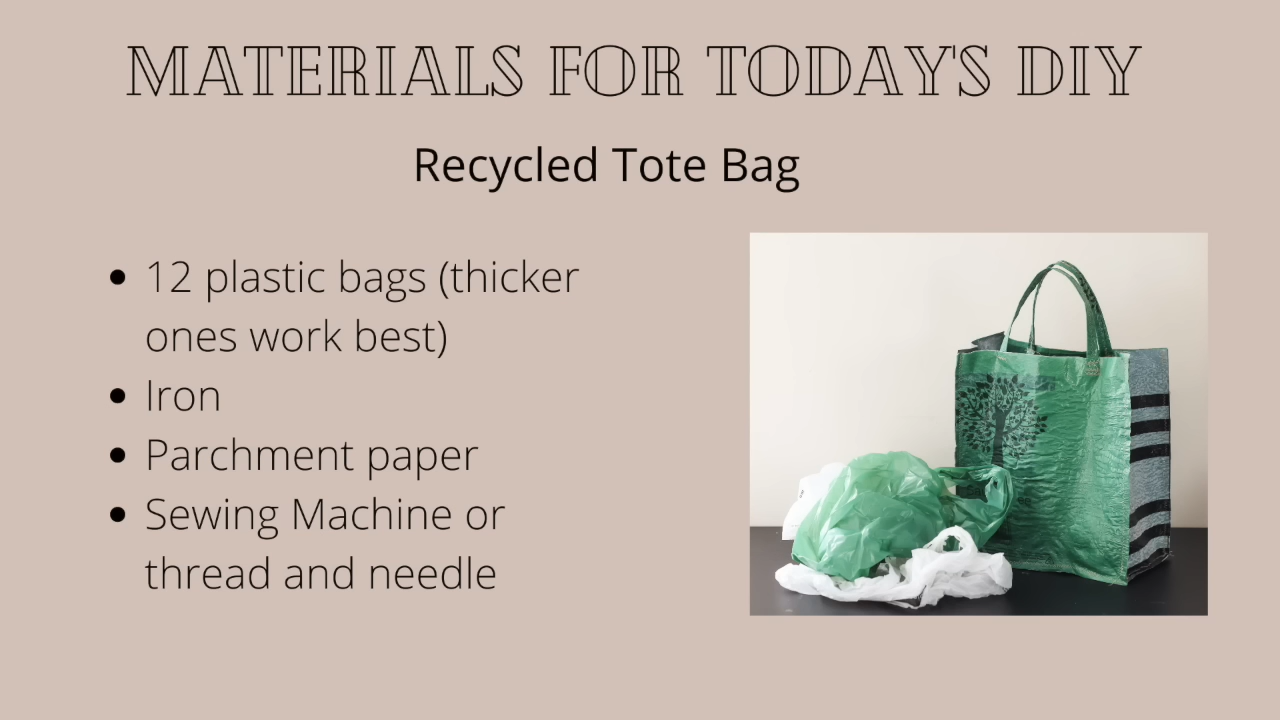 MATERIALS FOR TODAY'S DIY
Recycled Tote Bag
12 plastic bags (thicker
ones work best)
Iron
Parchment paper
Sewing Machine or
thread and needle